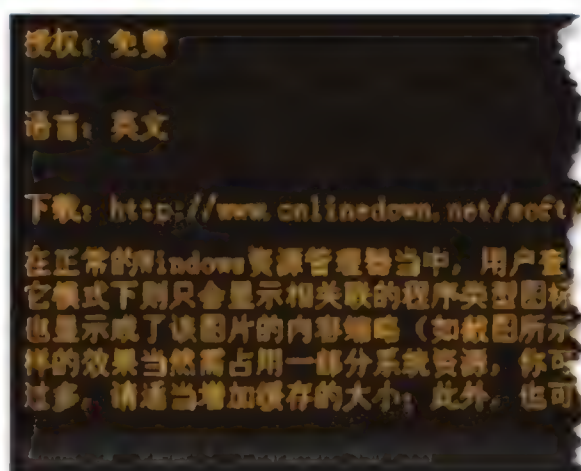 授权：免费
语言：英文
下载：http://www.onlinedown.net/soft
在正常的Windows资源管理器当中，用户查
它模式下则只会显示相关联的程序类型图标
也显示成了该图片的内容缩略（如截图所示
样的效果当然需占用一部分系统资源，你可
过多，请适当增加缓存的大小；此外，也可